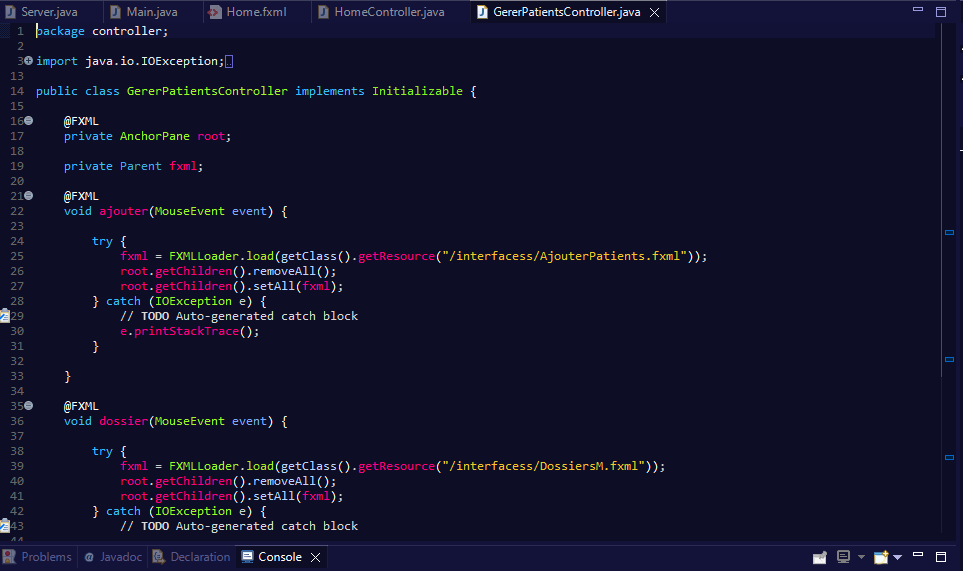 Server.java Main.java Home.fxml HomeController.java GererPatientsController.java
1 package controller;
2
3 import java.io.IOException;
13
14 public class GererPatientsController implements Initializable {
15
16 @FXML
17 private AnchorPane root;
18
19 private Parent fxml;
20
21 @FXML
22 void ajouter(MouseEvent event) {
23
24 try {
25 fxml = FXMLLoader.load(getClass().getResource("/interfacess/AjouterPatients.fxml"));
26 root.getChildren().removeAll();
27 root.getChildren().setAll(fxml);
28 } catch (IOException e) {
29 // TODO Auto-generated catch block
30 e.printStackTrace();
31 }
32
33 }
34
35 @FXML
36 void dossier(MouseEvent event) {
37
38 try {
39 fxml = FXMLLoader.load(getClass().getResource("/interfacess/DossiersM.fxml"));
40 root.getChildren().removeAll();
41 root.getChildren().setAll(fxml);
42 } catch (IOException e) {
43 // TODO Auto-generated catch block
44
Problems @ Javadoc Declaration Console